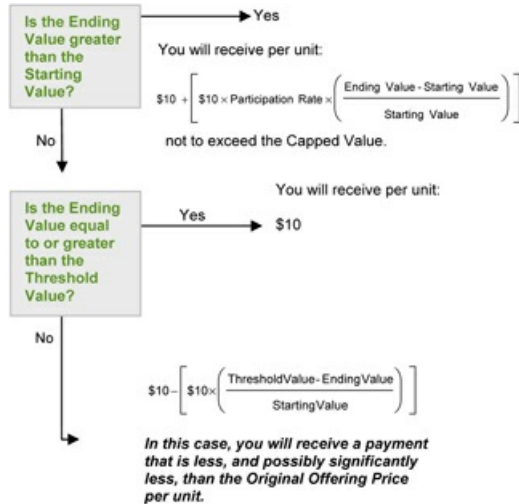 Is the Ending
Value greater
than the
Starting
Value?
Yes
You will receive per unit:
$10 + [ $10 × Participation Rate × ( Ending Value - Starting Value / Starting Value ) ]
not to exceed the Capped Value.
No
Is the Ending
Value equal
to or greater
than the
Threshold
Value?
Yes
You will receive per unit:
$10
No
$10 – [ $10× ( ThresholdValue - EndingValue / StartingValue ) ]
In this case, you will receive a payment
that is less, and possibly significantly
less, than the Original Offering Price
per unit.